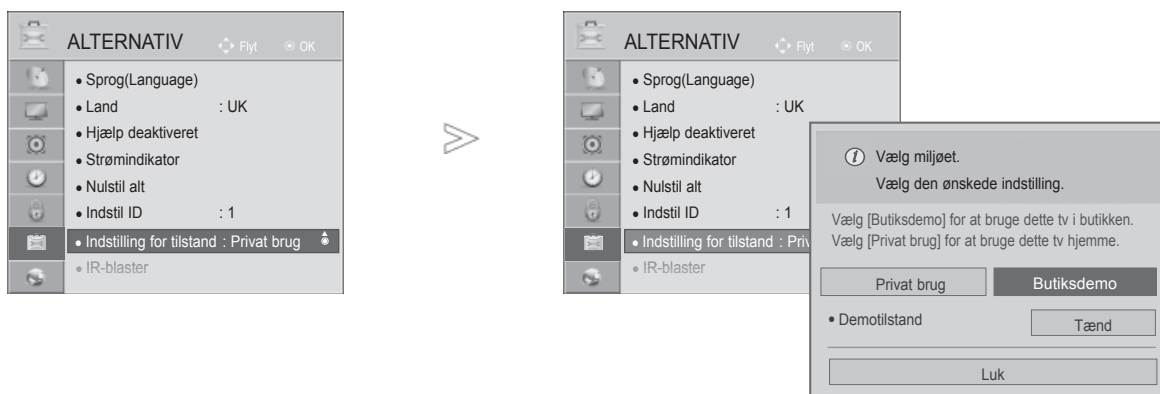 ALTERNATIV Flyt OK
• Sprog(Language)
• Land : UK
• Hjælp deaktiveret
• Strømindikator
• Nulstil alt
• Indstil ID : 1
• Indstilling for tilstand : Privat brug
• IR-blaster
ALTERNATIV Flyt OK
• Sprog(Language)
• Land : UK
• Hjælp deaktiveret
• Strømindikator
• Nulstil alt
• Indstil ID : 1
• Indstilling for tilstand : Priv
• IR-blaster
Vælg miljøet.
Vælg den ønskede indstilling.
Vælg [Butiksdemo] for at bruge dette tv i butikken.
Vælg [Privat brug] for at bruge dette tv hjemme.
Privat brug Butiksdemo
• Demotilstand Tænd
Luk